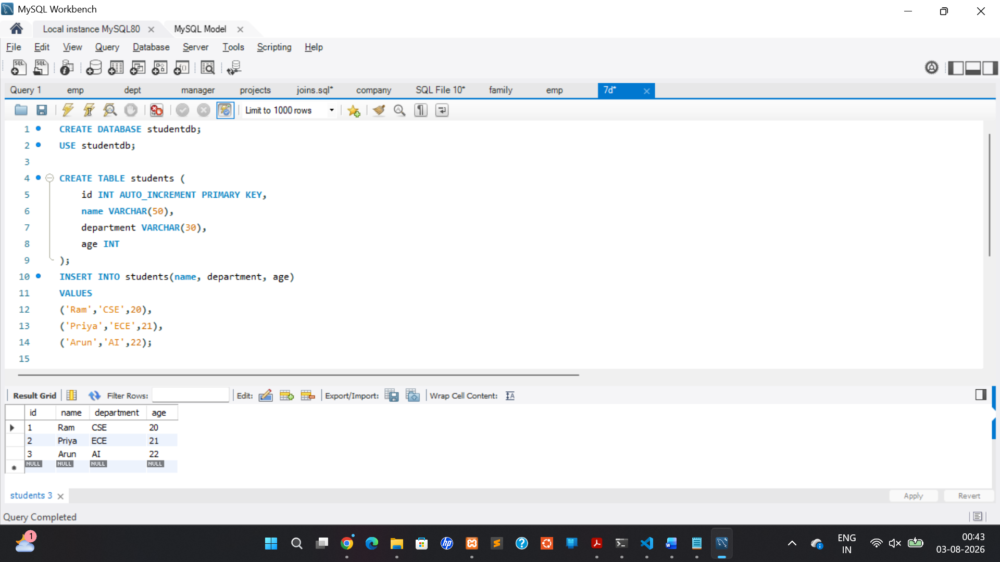 MySQL Workbench
Local instance MySQL80
MySQL Model
File Edit View Query Database Server Tools Scripting Help
Query 1 emp dept manager projects joins.sql* company SQL File 10* family emp 7d*
Limit to 1000 rows
1 CREATE DATABASE studentdb;
2 USE studentdb;
3
4 CREATE TABLE students (
5 id INT AUTO_INCREMENT PRIMARY KEY,
6 name VARCHAR(50),
7 department VARCHAR(30),
8 age INT
9 );
10 INSERT INTO students(name, department, age)
11 VALUES
12 ('Ram','CSE',20),
13 ('Priya','ECE',21),
14 ('Arun','AI',22);
15
Result Grid Filter Rows: Edit: Export/Import: Wrap Cell Content:
id name department age
1 Ram CSE 20
2 Priya ECE 21
3 Arun AI 22
NULL NULL NULL NULL
students 3
Apply Revert
Query Completed
1
ENG
IN
00:43
03-08-2026